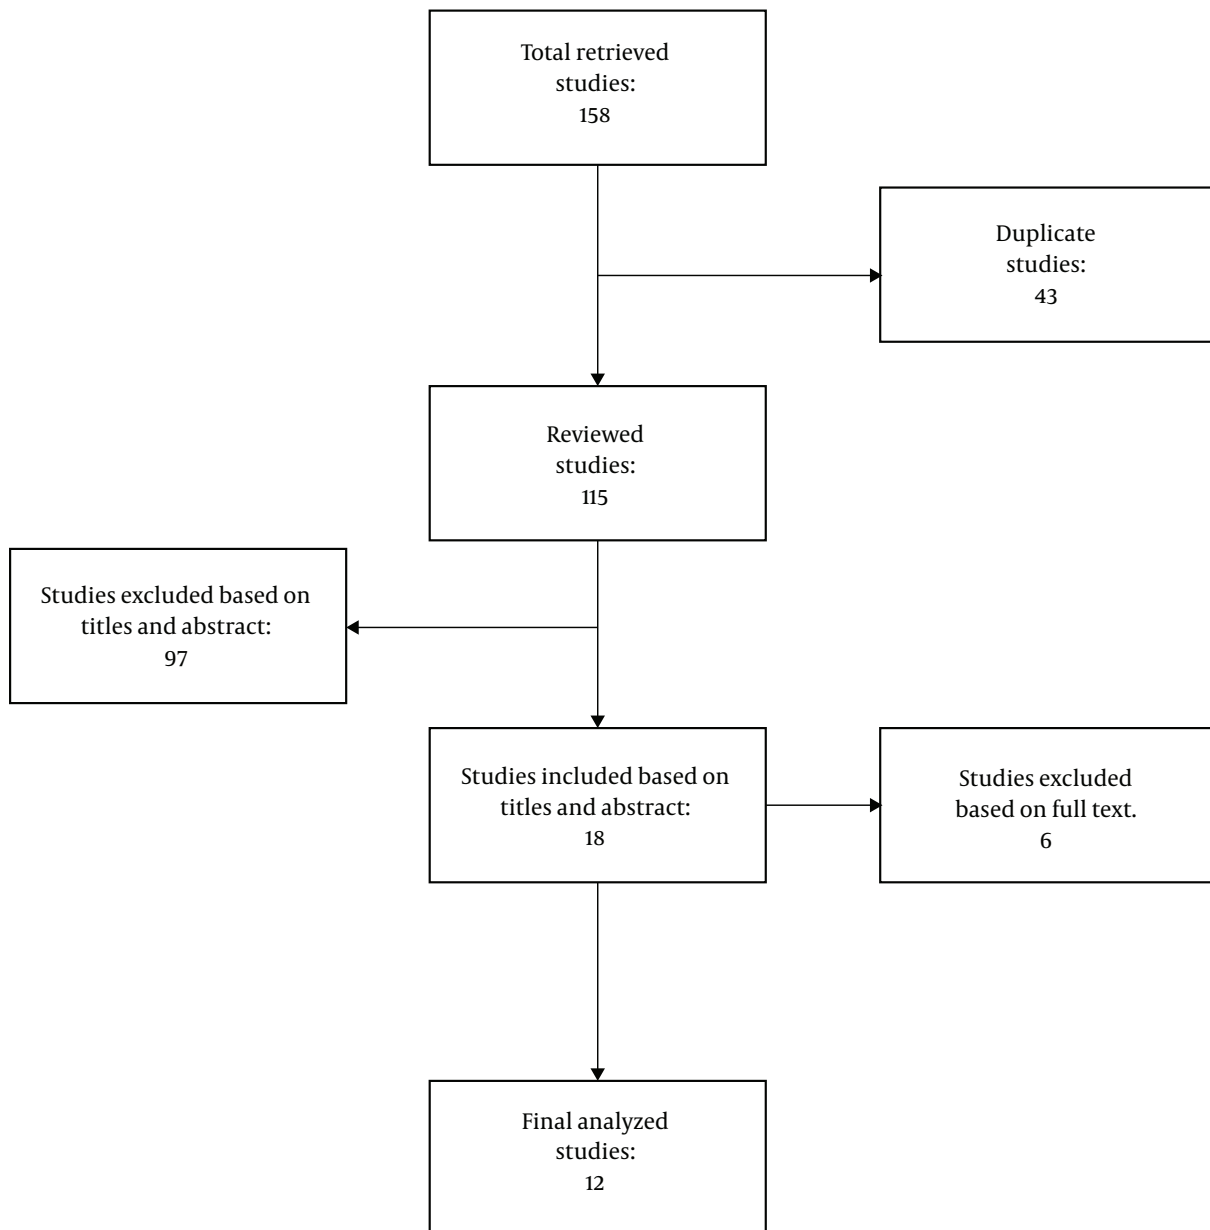 Total retrieved
studies:
158
Duplicate
studies:
43
Reviewed
studies:
115
Studies excluded based on
titles and abstract:
97
Studies included based on
titles and abstract:
18
Studies excluded
based on full text.
6
Final analyzed
studies:
12